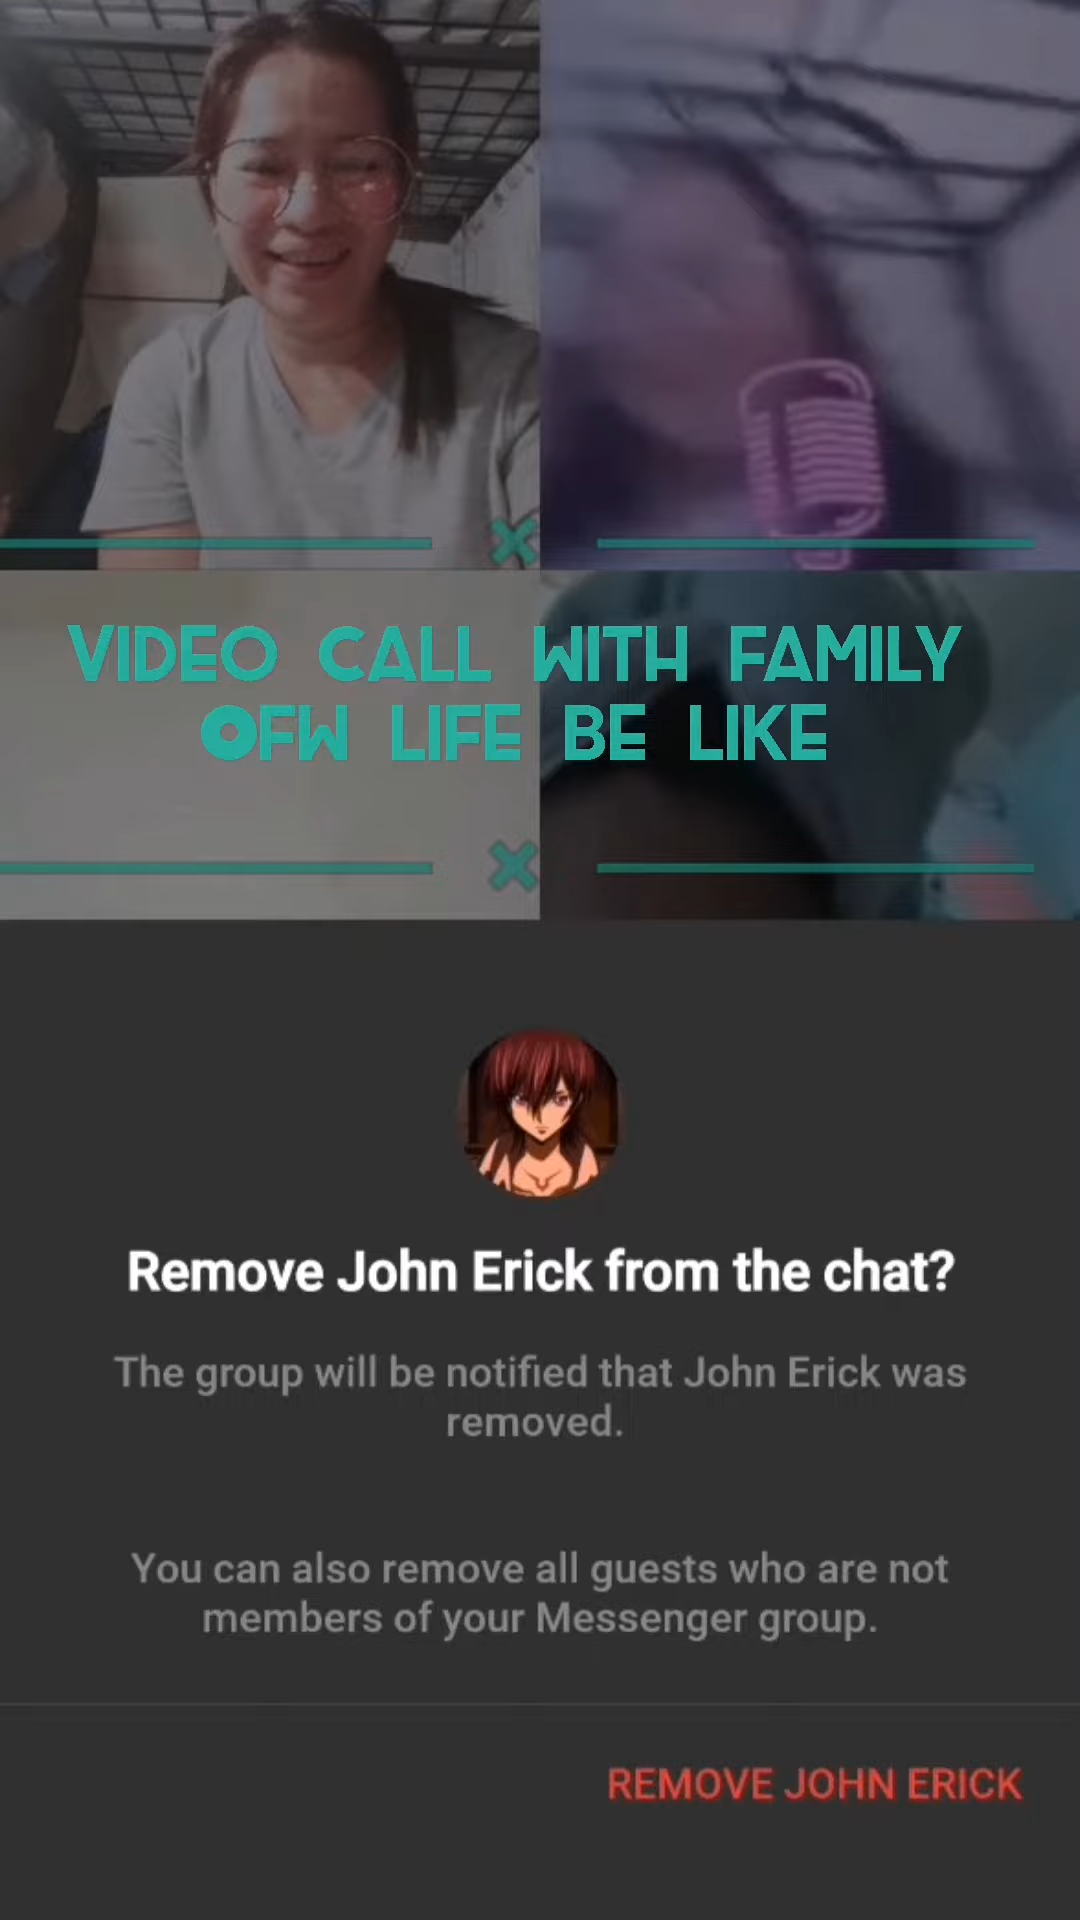 VIDEO CALL WITH FAMILY
OFW LIFE BE LIKE
Remove John Erick from the chat?
The group will be notified that John Erick was
removed.
You can also remove all guests who are not
members of your Messenger group.
REMOVE JOHN ERICK